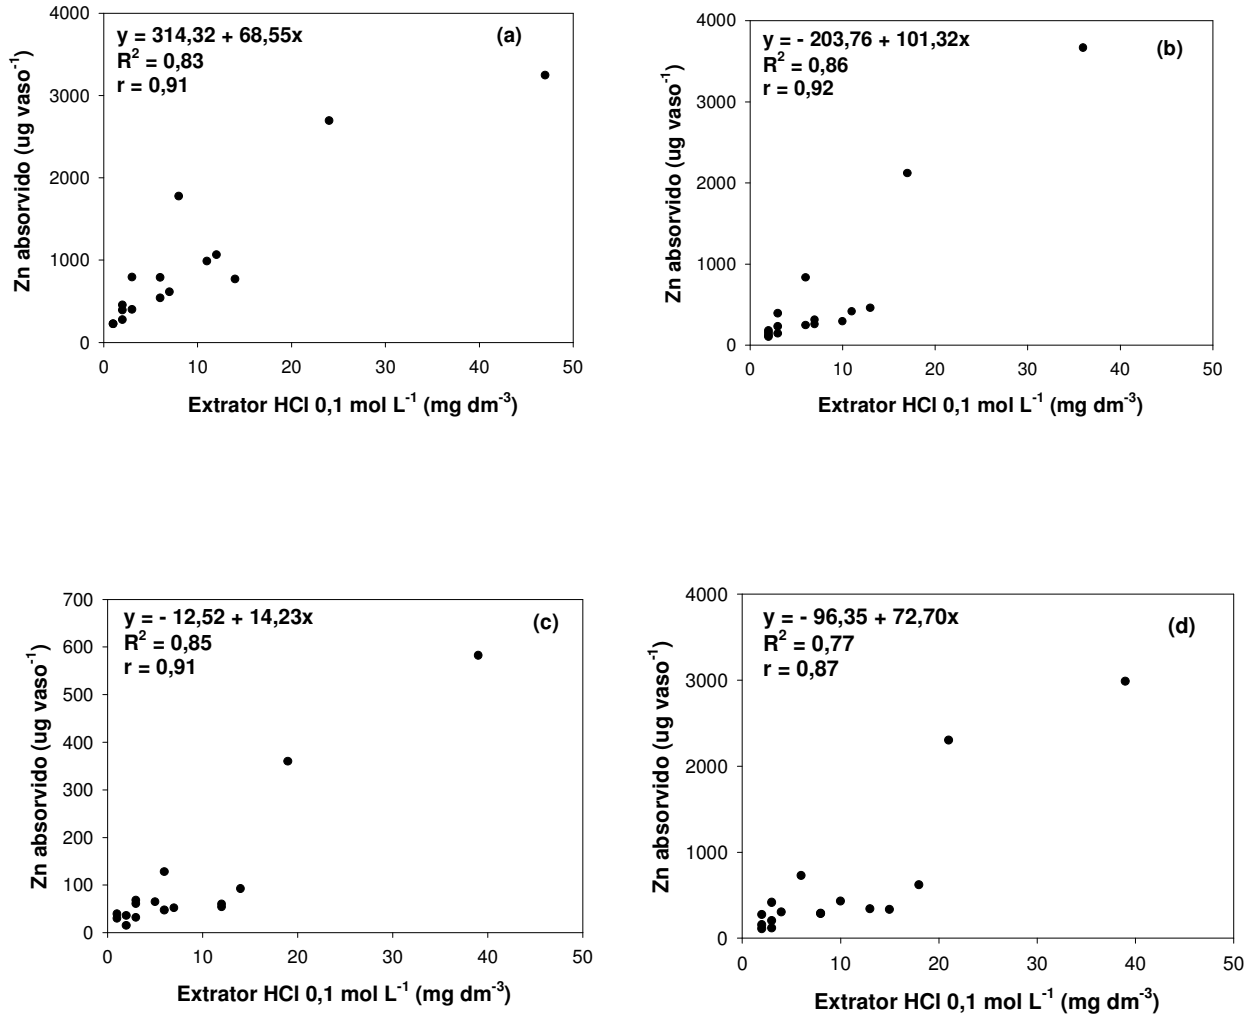 y = 314,32 + 68,55x
R² = 0,83
r = 0,91
(a)
Zn absorvido (ug vaso⁻¹)
4000
3000
2000
1000
0
0 10 20 30 40 50
Extrator HCl 0,1 mol L⁻¹ (mg dm⁻³)
y = - 203,76 + 101,32x
R² = 0,86
r = 0,92
(b)
Zn absorvido (ug vaso⁻¹)
4000
3000
2000
1000
0
0 10 20 30 40 50
Extrator HCl 0,1 mol L⁻¹ (mg dm⁻³)
y = - 12,52 + 14,23x
R² = 0,85
r = 0,91
(c)
Zn absorvido (ug vaso⁻¹)
700
600
500
400
300
200
100
0
0 10 20 30 40 50
Extrator HCl 0,1 mol L⁻¹ (mg dm⁻³)
y = - 96,35 + 72,70x
R² = 0,77
r = 0,87
(d)
Zn absorvido (ug vaso⁻¹)
4000
3000
2000
1000
0
0 10 20 30 40 50
Extrator HCl 0,1 mol L⁻¹ (mg dm⁻³)